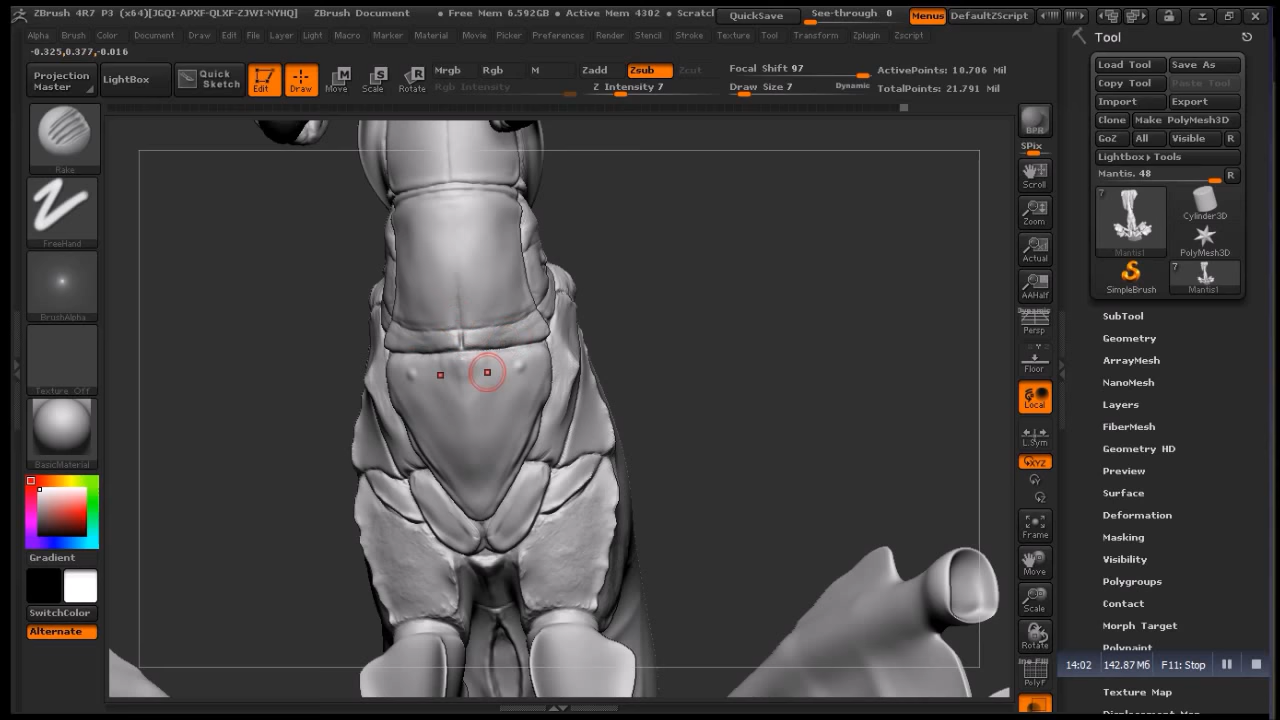 ZBrush 4R7 P3 (x64)[JGQI-APXF-QLXF-ZJWI-NYHQ] ZBrush Document • Free Mem 6.592GB • Active Mem 4302 • Scratcl QuickSave See-through 0 Menus DefaultZScript
Alpha Brush Color Document Draw Edit File Layer Light Macro Marker Material Movie Picker Preferences Render Stencil Stroke Texture Tool Transform Zplugin Zscript
-0.325,0.377,-0.016
Projection Master
LightBox
Quick Sketch
Edit
Draw
Move
Scale
Rotate
Mrgb Rgb M
Rgb Intensity
Zadd Zsub Zcut
Z Intensity 7
Focal Shift 97
Draw Size 7 Dynamic
ActivePoints: 10.706 Mil
TotalPoints: 21.791 Mil
Rake
FreeHand
BrushAlpha
Texture Off
BasicMaterial
Gradient
SwitchColor
Alternate
BPR
SPix
Scroll
Zoom
Actual
AAHalf
Dynamic
Persp
Floor
Local
L.Sym
XYZ
Frame
Move
Scale
Rotate
PolyF
Tool
Load Tool Save As
Copy Tool Paste Tool
Import Export
Clone Make PolyMesh3D
GoZ All Visible R
Lightbox▸Tools
Mantis. 48 R
7
Mantis1
Cylinder3D
PolyMesh3D
SimpleBrush
7
Mantis1
SubTool
Geometry
ArrayMesh
NanoMesh
Layers
FiberMesh
Geometry HD
Preview
Surface
Deformation
Masking
Visibility
Polygroups
Contact
Morph Target
Polypaint
14:02 142.87Мб F11: Stop
Texture Map
Displacement Map